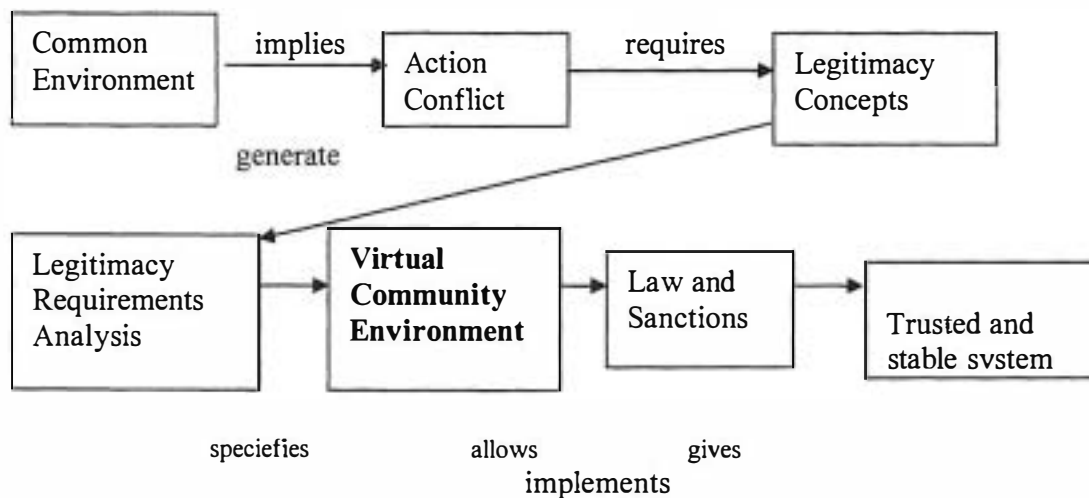 Common
Environment
implies
Action
Conflict
requires
Legitimacy
Concepts
generate
Legitimacy
Requirements
Analysis
Virtual
Community
Environment
Law and
Sanctions
Trusted and
stable svstem
speciefies
allows
gives
implements